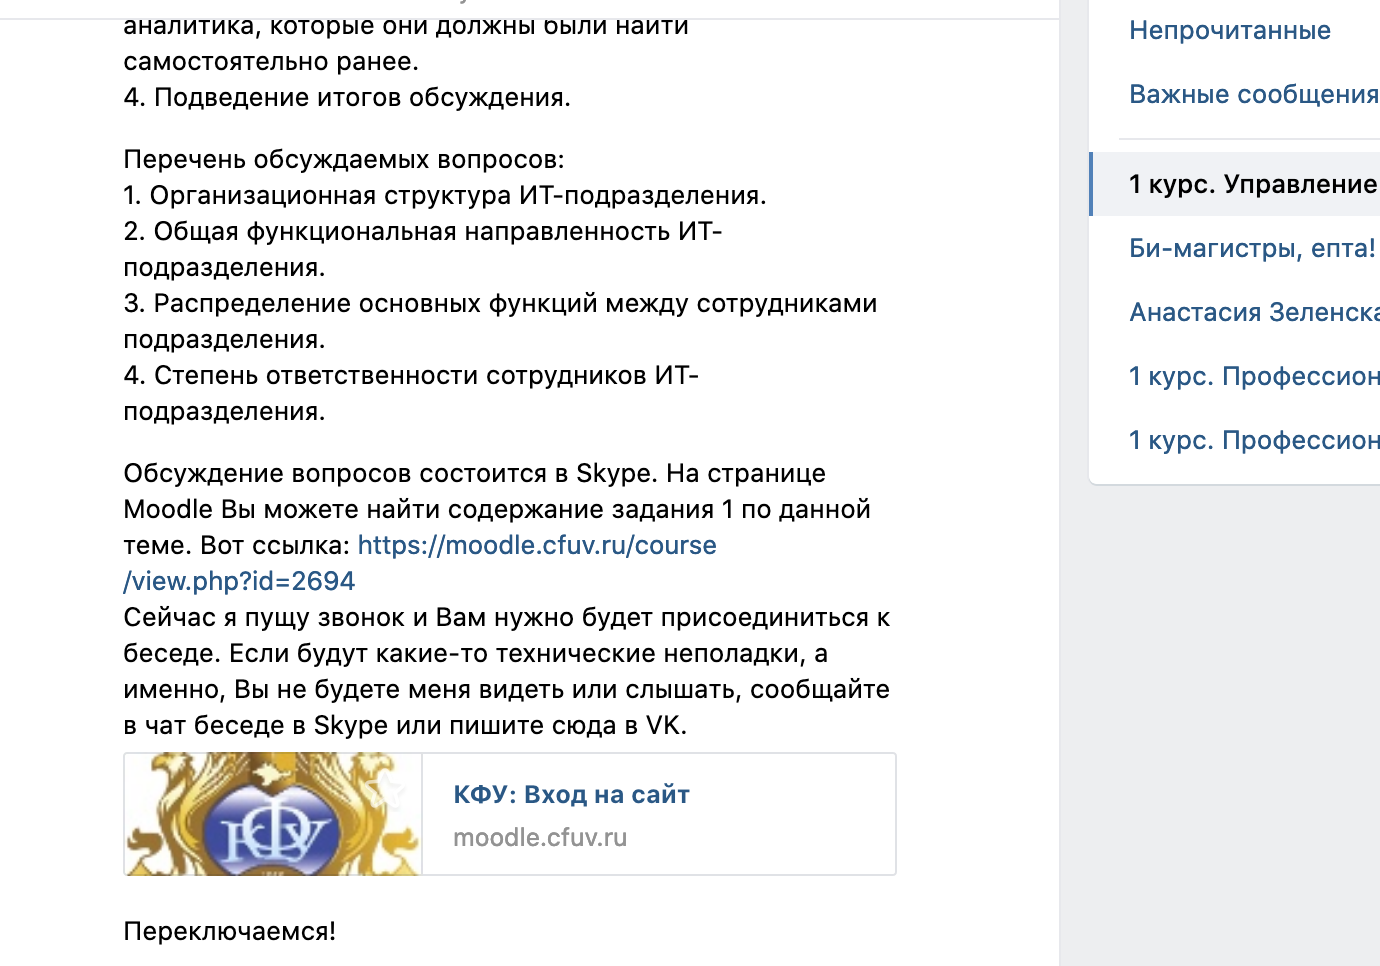 аналитика, которые они должны были найти
самостоятельно ранее.
4. Подведение итогов обсуждения.
Перечень обсуждаемых вопросов:
1. Организационная структура ИТ-подразделения.
2. Общая функциональная направленность ИТ-
подразделения.
3. Распределение основных функций между сотрудниками
подразделения.
4. Степень ответственности сотрудников ИТ-
подразделения.
Обсуждение вопросов состоится в Skype. На странице
Moodle Вы можете найти содержание задания 1 по данной
теме. Вот ссылка: https://moodle.cfuv.ru/course
/view.php?id=2694
Сейчас я пущу звонок и Вам нужно будет присоединиться к
беседе. Если будут какие-то технические неполадки, а
именно, Вы не будете меня видеть или слышать, сообщайте
в чат беседе в Skype или пишите сюда в VK.
КФУ
КФУ: Вход на сайт
moodle.cfuv.ru
Переключаемся!
Непрочитанные
Важные сообщения
1 курс. Управление
Би-магистры, епта!
Анастасия Зеленска
1 курс. Профессион
1 курс. Профессион